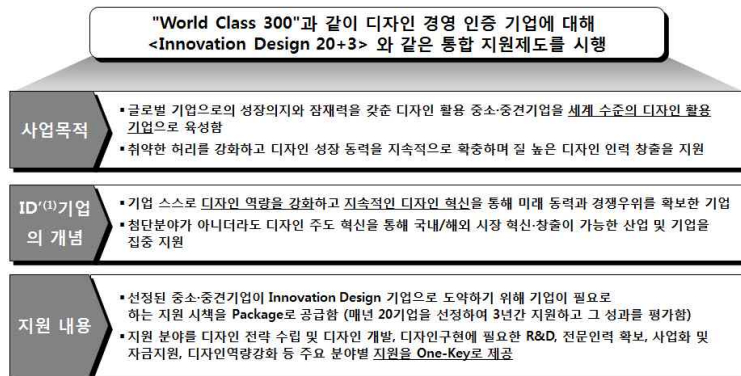 "World Class 300"과 같이 디자인 경영 인증 기업에 대해
<Innovation Design 20+3> 와 같은 통합 지원제도를 시행
사업목적
▪글로벌 기업으로의 성장의지와 잠재력을 갖춘 디자인 활용 중소·중견기업을 세계 수준의 디자인 활용
기업으로 육성함
▪취약한 허리를 강화하고 디자인 성장 동력을 지속적으로 확충하며 질 높은 디자인 인력 창출을 지원
ID'(1)기업
의 개념
▪기업 스스로 디자인 역량을 강화하고 지속적인 디자인 혁신을 통해 미래 동력과 경쟁우위를 확보한 기업
▪첨단분야가 아니더라도 디자인 주도 혁신을 통해 국내/해외 시장 혁신·창출이 가능한 산업 및 기업을
집중 지원
지원 내용
▪선정된 중소·중견기업이 Innovation Design 기업으로 도약하기 위해 기업이 필요로
하는 지원 시책을 Package로 공급함 (매년 20기업을 선정하여 3년간 지원하고 그 성과를 평가함)
▪지원 분야를 디자인 전략 수립 및 디자인 개발, 디자인구현에 필요한 R&D, 전문인력 확보, 사업화 및
자금지원, 디자인역량강화 등 주요 분야별 지원을 One-Key로 제공